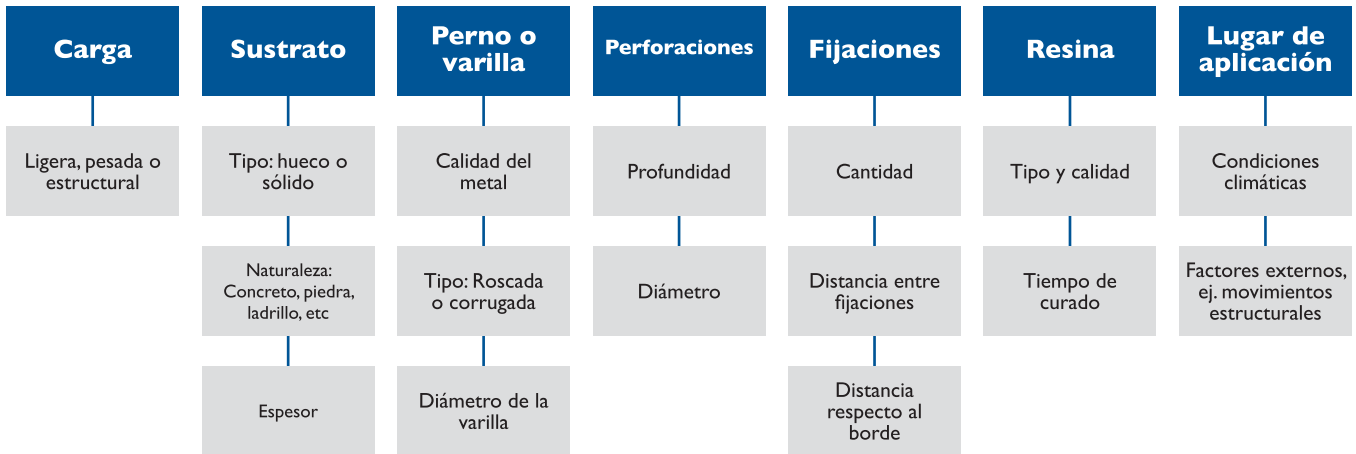 Carga
Ligera, pesada o
estructural
Sustrato
Tipo: hueco o
sólido
Naturaleza:
Concreto, piedra,
ladrillo, etc
Espesor
Perno o
varilla
Calidad del
metal
Tipo: Roscada
o corrugada
Diámetro de la
varilla
Perforaciones
Profundidad
Diámetro
Fijaciones
Cantidad
Distancia entre
fijaciones
Distancia
respecto al
borde
Resina
Tipo y calidad
Tiempo de
curado
Lugar de
aplicación
Condiciones
climáticas
Factores externos,
ej. movimientos
estructurales